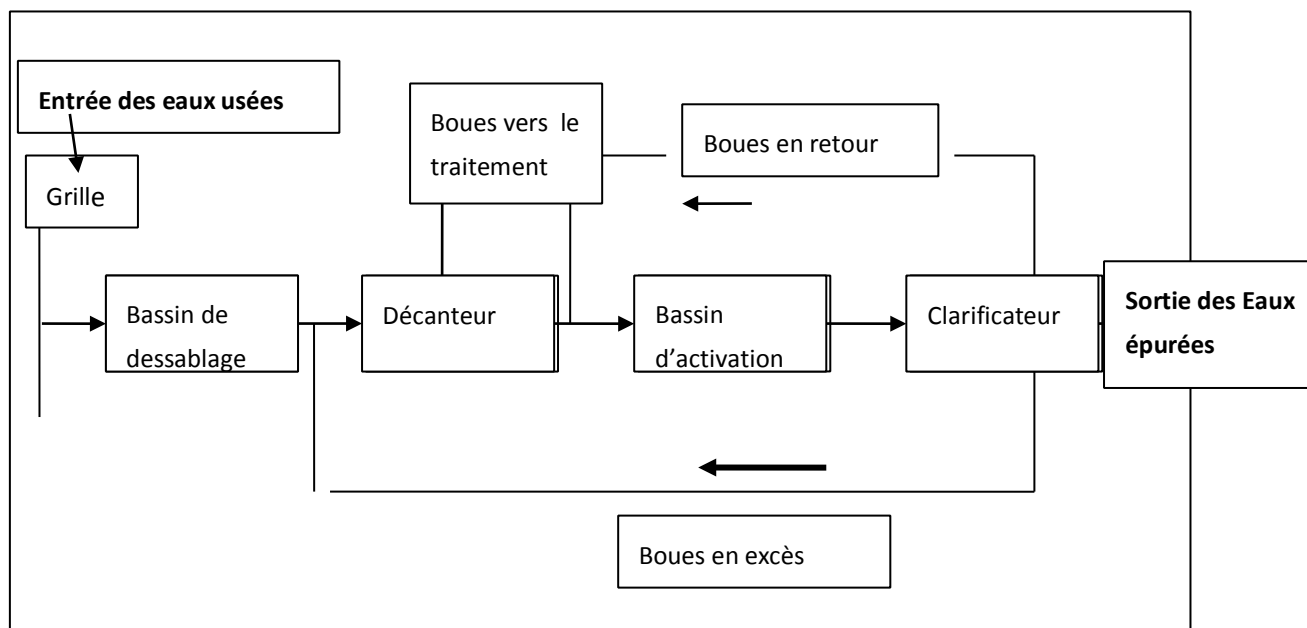 Entrée des eaux usées
Boues vers le
traitement
Boues en retour
Grille
Bassin de
dessablage
Décanteur
Bassin
d’activation
Clarificateur
Sortie des Eaux
épurées
Boues en excès